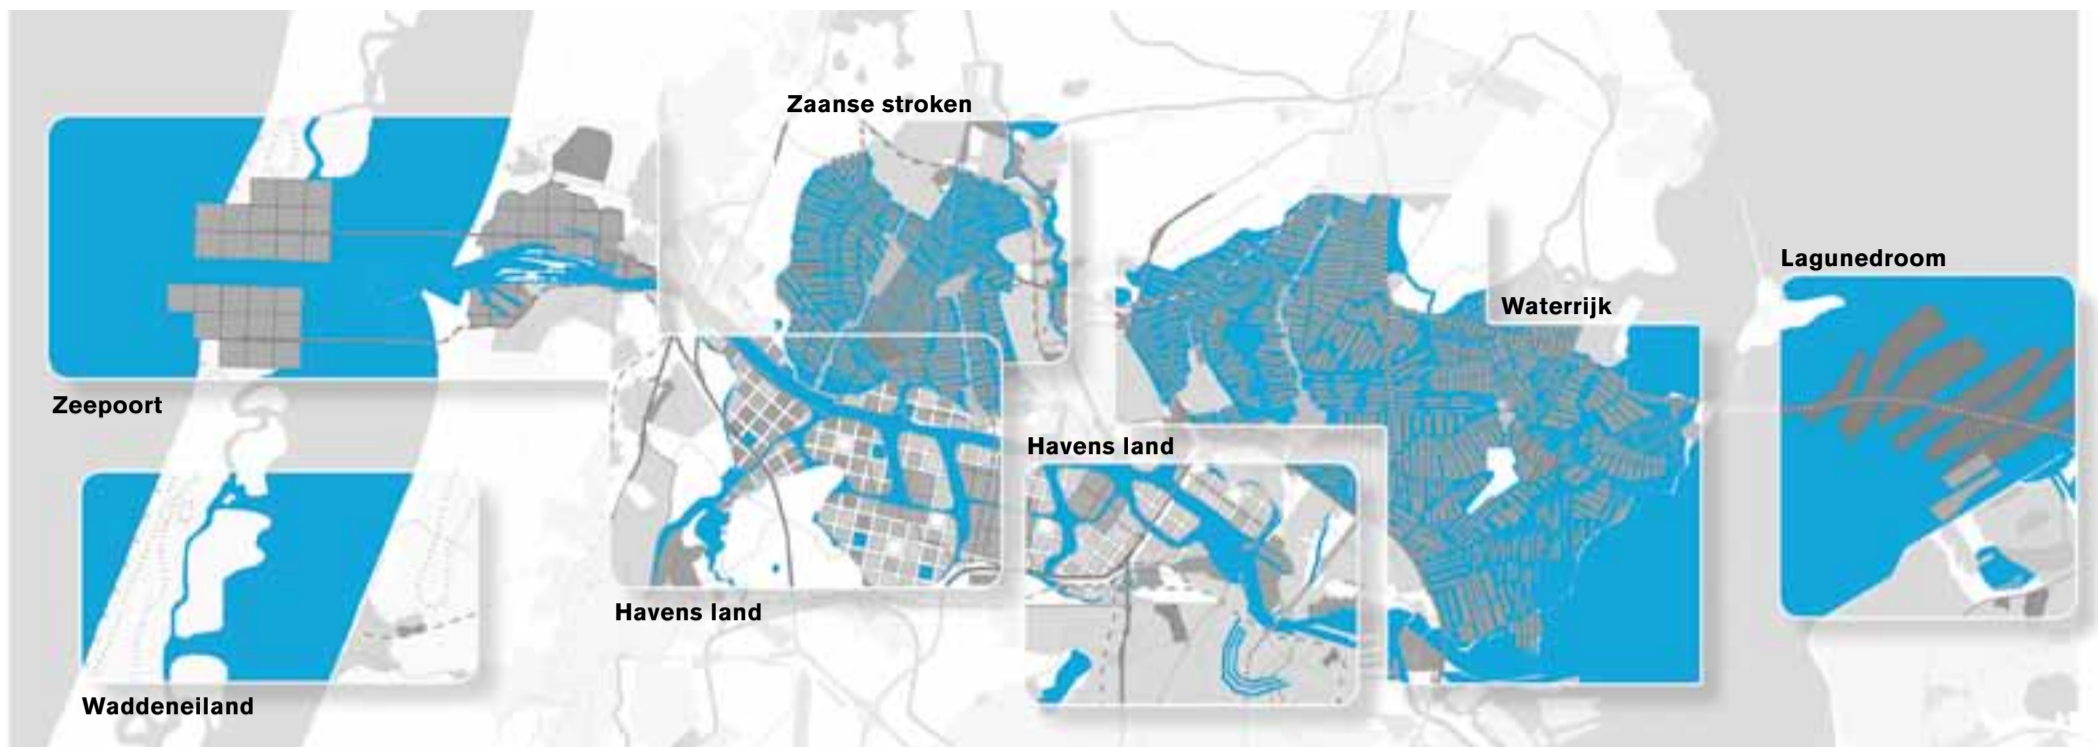 Zaanse stroken
Lagunedroom
Waterrijk
Zeepoort
Havens land
Havens land
Waddeneiland